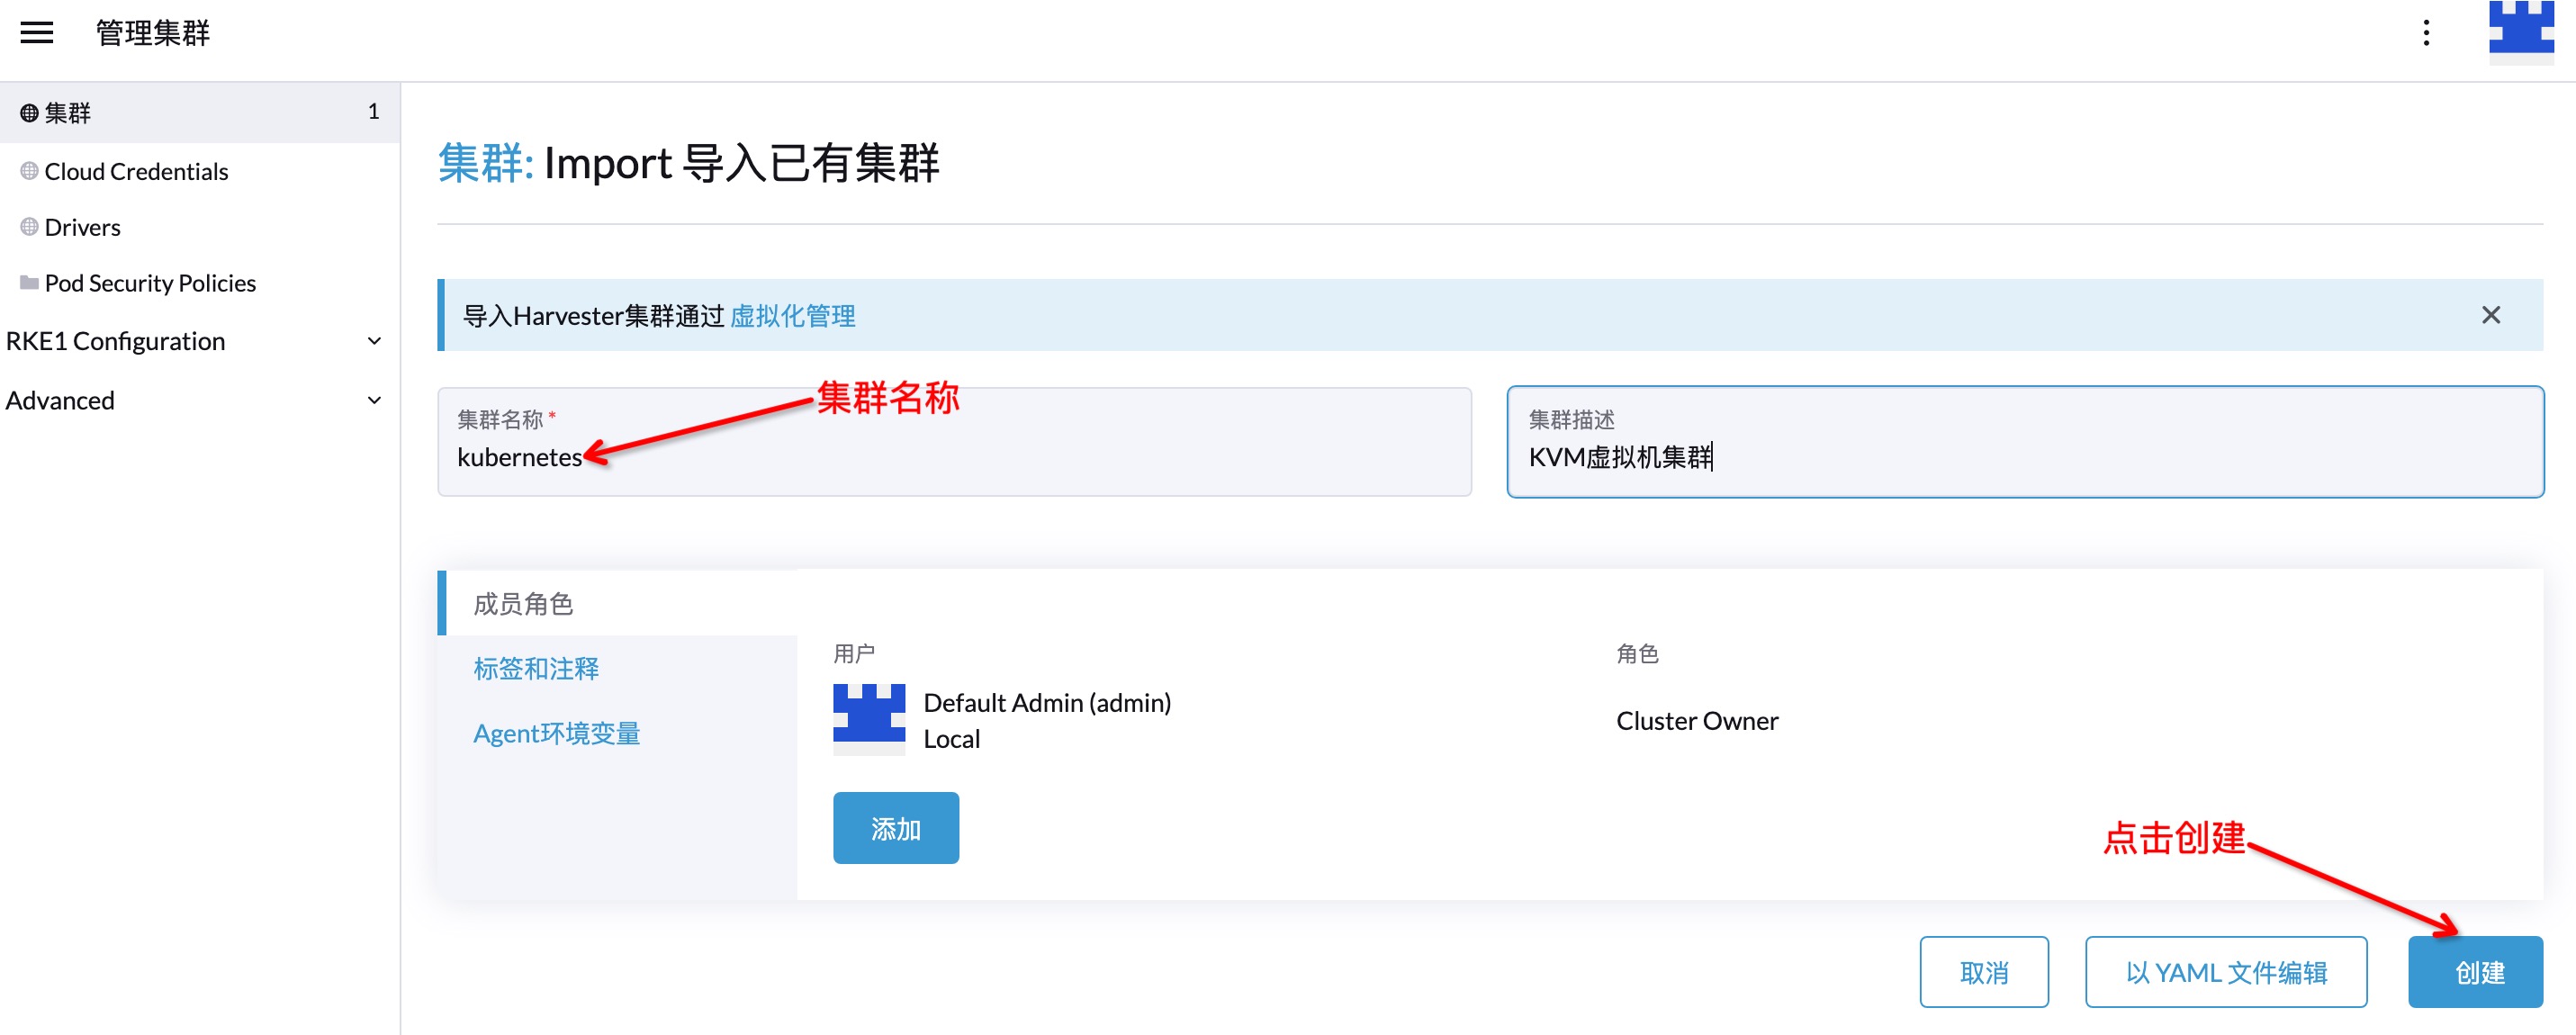 管理集群
集群 1
Cloud Credentials
Drivers
Pod Security Policies
RKE1 Configuration
Advanced
集群: Import 导入已有集群
导入Harvester集群通过 虚拟化管理
集群名称
集群名称 *
kubernetes
集群描述
KVM虚拟机集群
成员角色
标签和注释
Agent环境变量
用户
角色
Default Admin (admin)
Local
Cluster Owner
添加
点击创建
取消
以 YAML 文件编辑
创建